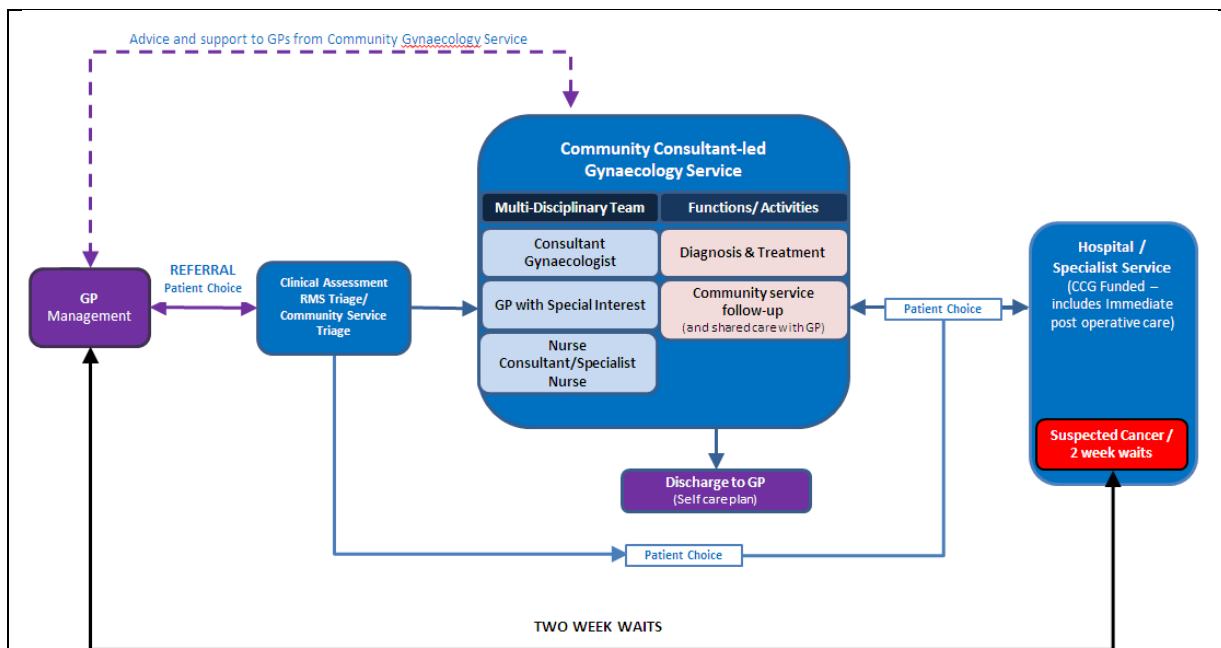 Advice and support to GPs from Community Gynaecology Service
Community Consultant-led
Gynaecology Service
Multi-Disciplinary Team
Functions/ Activities
Consultant
Gynaecologist
Diagnosis & Treatment
GP with Special Interest
Community service
follow-up
(and shared care with GP)
Nurse
Consultant/Specialist
Nurse
GP
Management
REFERRAL
Patient Choice
Clinical Assessment
RMS Triage/
Community Service
Triage
Patient Choice
Hospital /
Specialist Service
(CCG Funded –
includes Immediate
post operative care)
Suspected Cancer /
2 week waits
Discharge to GP
(Self care plan)
Patient Choice
TWO WEEK WAITS